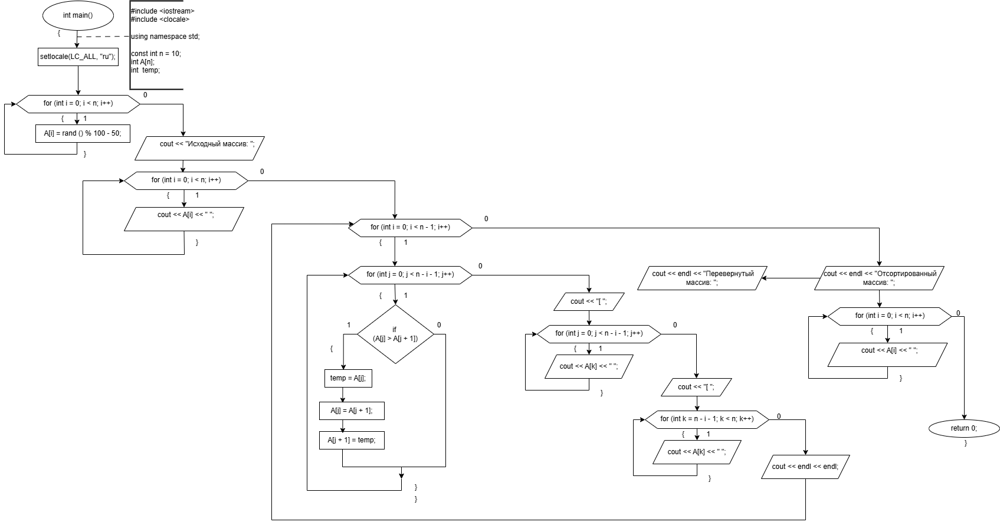 int main()
{
#include <iostream>
#include <clocale>
using namespace std;
const int n = 10;
int A[n];
int  temp;
setlocale(LC_ALL, "ru");
for (int i = 0; i < n; i++)
0
{
1
A[i] = rand () % 100 - 50;
}
cout << "Исходный массив: ";
for (int i = 0; i < n; i++)
0
{
1
cout << A[i] << " ";
}
for (int i = 0; i < n - 1; i++)
0
{
1
for (int j = 0; j < n - i - 1; j++)
0
{
1
if
(A[j] > A[j + 1])
1
0
{
temp = A[j];
A[j] = A[j + 1];
A[j + 1] = temp;
}
}
cout << "[ ";
for (int j = 0; j < n - i - 1; j++)
0
{
1
cout << A[k] << " ";
}
cout << "[ ";
for (int k = n - i - 1; k < n; k++)
0
{
1
cout << A[k] << " ";
}
cout << endl << endl;
cout << endl << "Перевернутый
массив: ";
cout << endl << "Отсортированный
массив: ";
for (int i = 0; i < n; i++)
0
{
1
cout << A[i] << " ";
}
return 0;
}